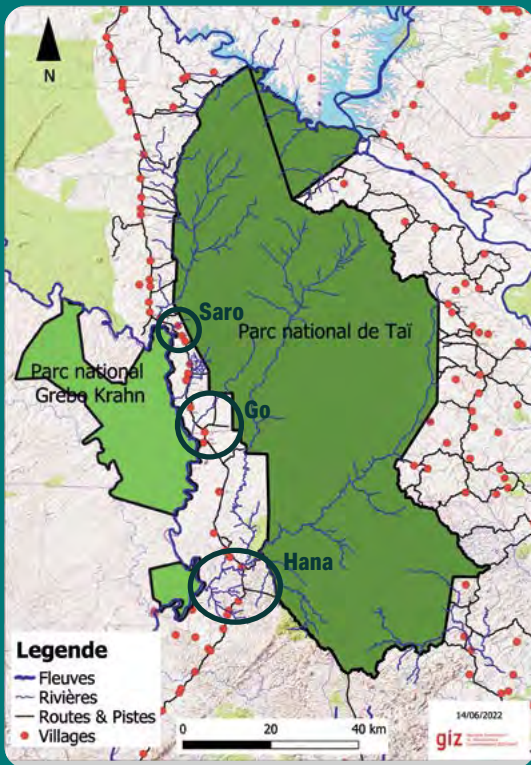 N
Saro
Parc national de Taï
Parc national
Grebo Krahn
Go
Hana
Legende
Fleuves
Rivières
Routes & Pistes
Villages
0 20 40 km
14/06/2022
giz